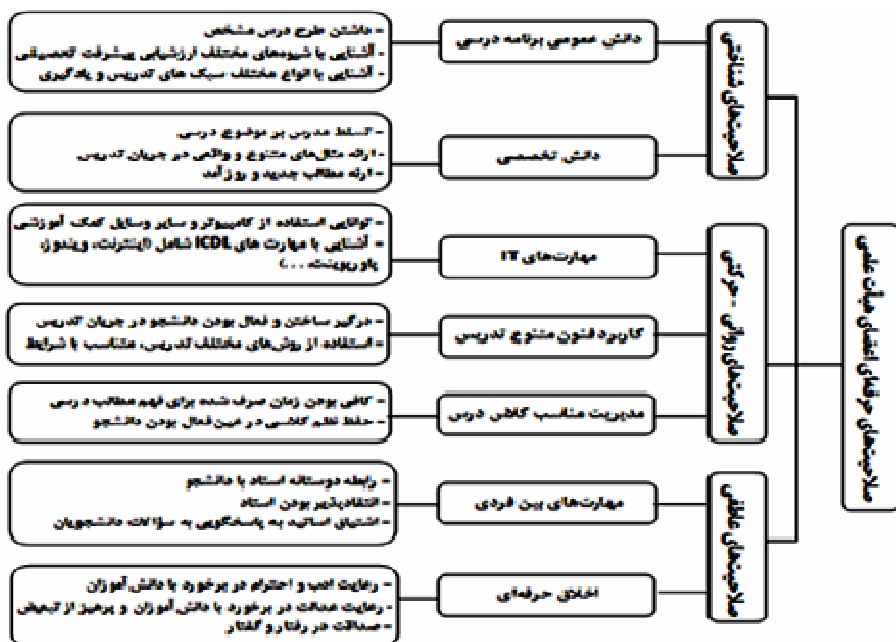 صلاحیت‌های حرفه‌ای اعضای هیأت علمی
صلاحیت‌های شناختی
دانش عمومی برنامه درسی
- داشتن طرح درس مشخص
- آشنایی با شیوه‌های مختلف ارزشیابی پیشرفت تحصیلی
- آشنایی با انواع مختلف سبک های تدریس و یادگیری
دانش تخصصی
- تسلط مدرس بر موضوع درسی.
- ارائه مثال‌های متنوع و واقعی در جریان تدریس
- ارئه مطالب جدید و روز آمد
صلاحیت‌های روانی - حرکتی
مهارت‌های IT
- توانایی استفاده از کامپیوتر و سایر وسایل کمک آموزشی
- آشنایی با مهارت های ICDL شامل (اینترنت، ویندوز،
پاورپوینت، ...)
کاربرد فنون متنوع تدریس
- درگیر ساختن و فعال بودن دانشجو در جریان تدریس
- استفاده از روش‌های مختلف تدریس، متناسب با شرایط
مدیریت مناسب کلاس درس
- کافی بودن زمان صرف شده برای فهم مطالب درسی
- حفظ نظم کلاسی در عین فعال بودن دانشجو
صلاحیت‌های عاطفی
مهارت‌های بین فردی
- رابطه دوستانه استاد با دانشجو
- انتقادپذیر بودن استاد
- اشتیاق اساتید به پاسخگویی به سؤالات دانشجویان
اخلاق حرفه‌ای
- رعایت ادب و احترام در برخورد با دانش‌آموزان
- رعایت عدالت در برخورد با دانش‌آموزان و پرهیز از تبعیض
- صداقت در رفتار و گفتار